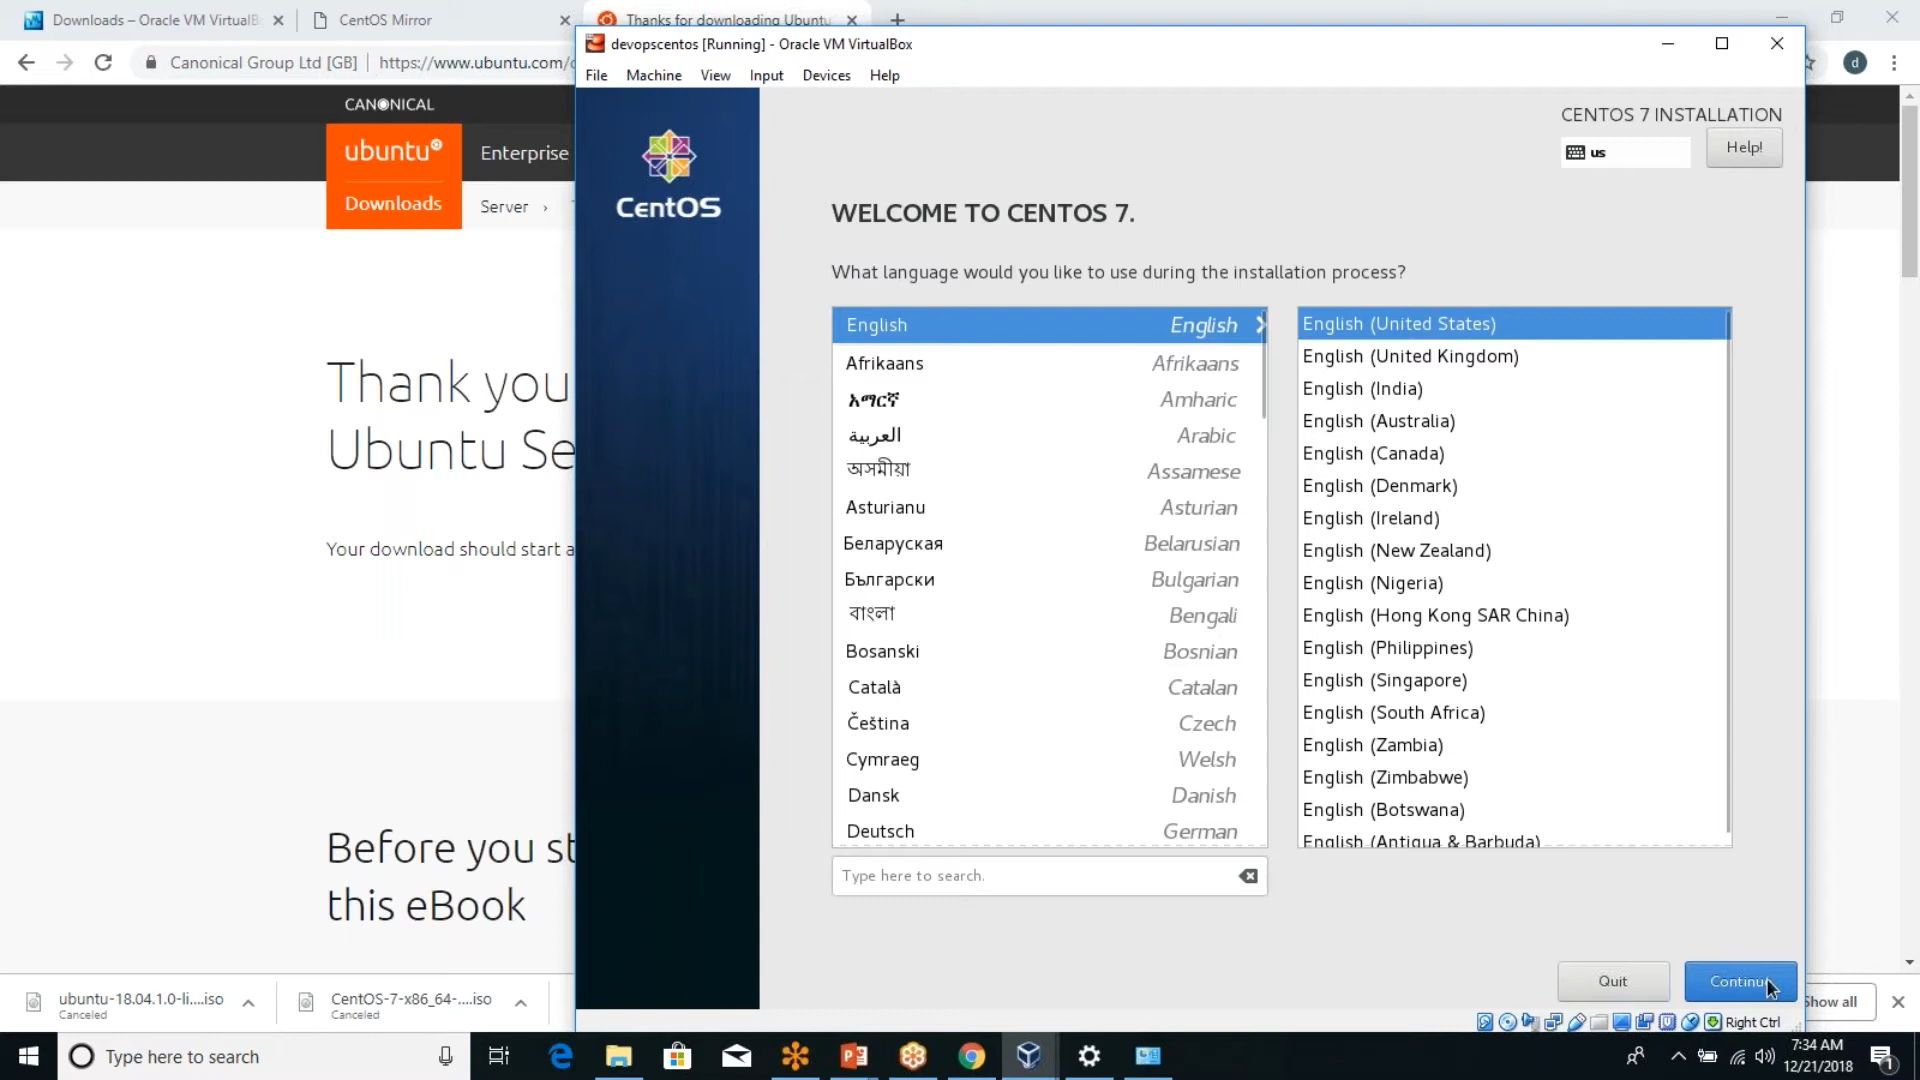 Downloads – Oracle VM VirtualB
CentOS Mirror
Thanks for downloading Ubuntu
Canonical Group Ltd [GB]
https://www.ubuntu.com/
d
CANONICAL
ubuntu
Downloads
Enterprise
Server
Thank you
Ubuntu Se
Your download should start a
Before you st
this eBook
devopscentos [Running] - Oracle VM VirtualBox
File Machine View Input Devices Help
CentOS
CENTOS 7 INSTALLATION
us
Help!
WELCOME TO CENTOS 7.
What language would you like to use during the installation process?
English English
Afrikaans Afrikaans
አማርኛ Amharic
العربية Arabic
অসমীয়া Assamese
Asturianu Asturian
Беларуская Belarusian
Български Bulgarian
বাংলা Bengali
Bosanski Bosnian
Català Catalan
Čeština Czech
Cymraeg Welsh
Dansk Danish
Deutsch German
English (United States)
English (United Kingdom)
English (India)
English (Australia)
English (Canada)
English (Denmark)
English (Ireland)
English (New Zealand)
English (Nigeria)
English (Hong Kong SAR China)
English (Philippines)
English (Singapore)
English (South Africa)
English (Zambia)
English (Zimbabwe)
English (Botswana)
English (Antigua & Barbuda)
Type here to search.
Quit
Continue
Right Ctrl
ubuntu-18.04.1.0-li....iso
Canceled
CentOS-7-x86_64-....iso
Canceled
Show all
Type here to search
7:34 AM
12/21/2018
1